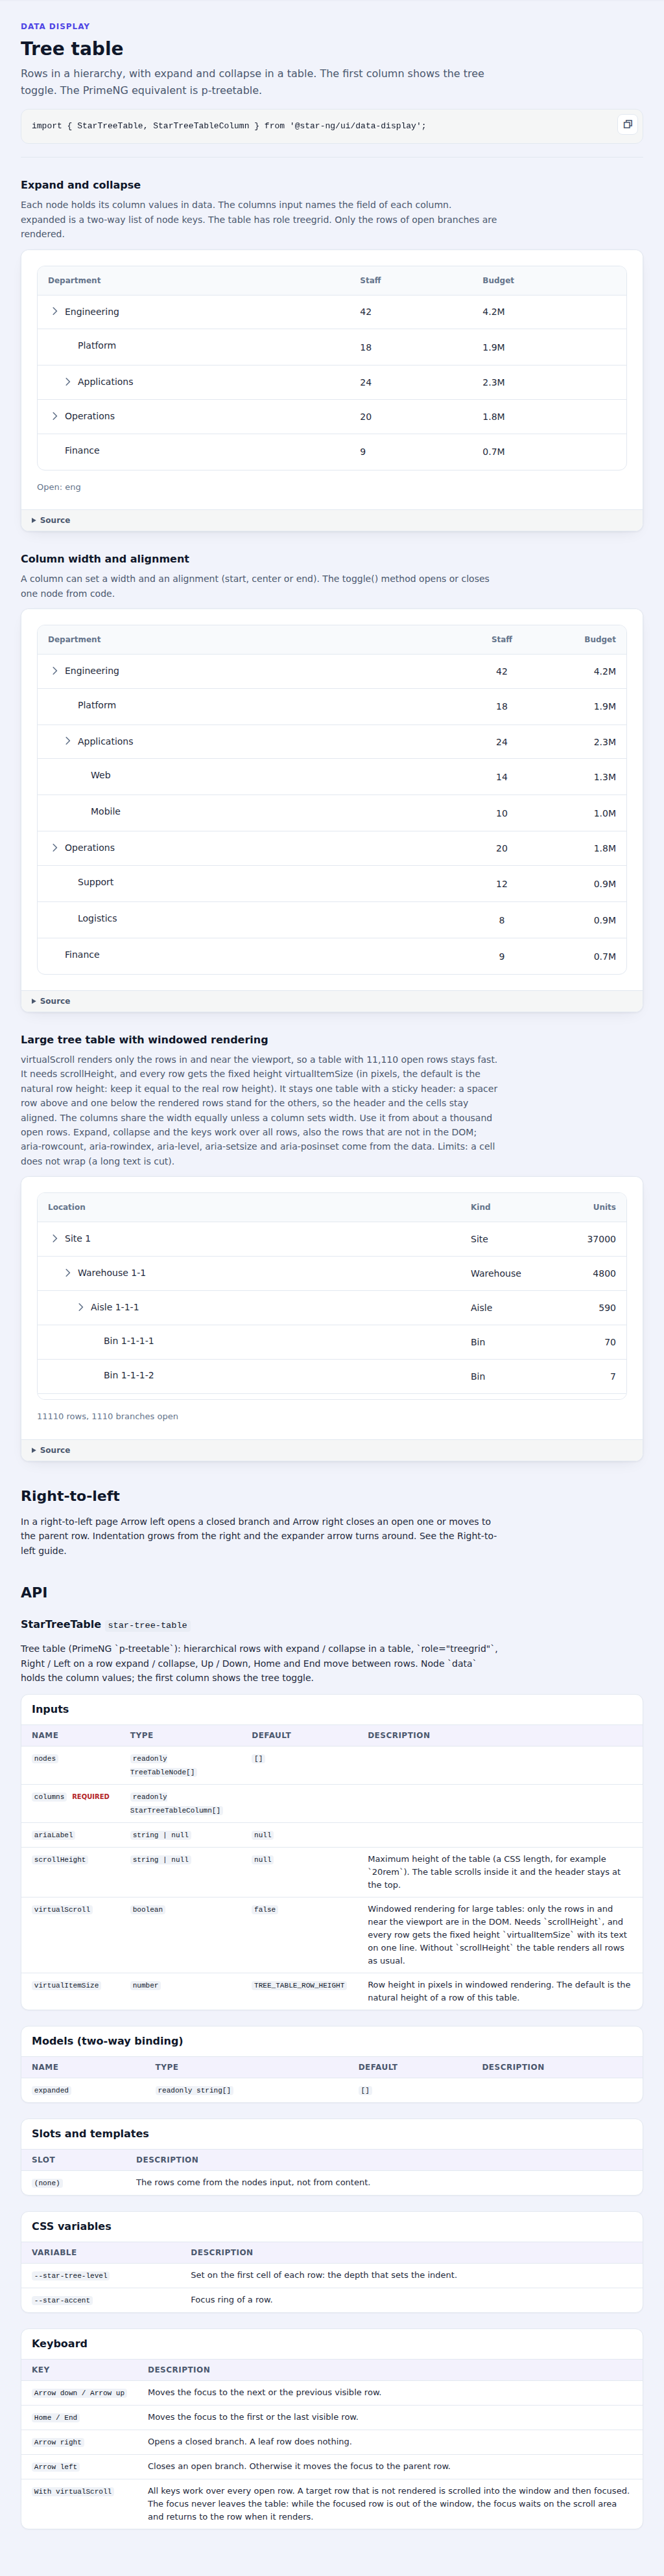 DATA DISPLAY
Tree table
Rows in a hierarchy, with expand and collapse in a table. The first column shows the tree
toggle. The PrimeNG equivalent is p-treetable.
import { StarTreeTable, StarTreeTableColumn } from '@star-ng/ui/data-display';
Expand and collapse
Each node holds its column values in data. The columns input names the field of each column.
expanded is a two-way list of node keys. The table has role treegrid. Only the rows of open branches are
rendered.
Department Staff Budget
Engineering 42 4.2M
Platform 18 1.9M
Applications 24 2.3M
Operations 20 1.8M
Finance 9 0.7M
Open: eng
Source
Column width and alignment
A column can set a width and an alignment (start, center or end). The toggle() method opens or closes
one node from code.
Department Staff Budget
Engineering 42 4.2M
Platform 18 1.9M
Applications 24 2.3M
Web 14 1.3M
Mobile 10 1.0M
Operations 20 1.8M
Support 12 0.9M
Logistics 8 0.9M
Finance 9 0.7M
Source
Large tree table with windowed rendering
virtualScroll renders only the rows in and near the viewport, so a table with 11,110 open rows stays fast.
It needs scrollHeight, and every row gets the fixed height virtualItemSize (in pixels, the default is the
natural row height: keep it equal to the real row height). It stays one table with a sticky header: a spacer
row above and one below the rendered rows stand for the others, so the header and the cells stay
aligned. The columns share the width equally unless a column sets width. Use it from about a thousand
open rows. Expand, collapse and the keys work over all rows, also the rows that are not in the DOM;
aria-rowcount, aria-rowindex, aria-level, aria-setsize and aria-posinset come from the data. Limits: a cell
does not wrap (a long text is cut).
Location Kind Units
Site 1 Site 37000
Warehouse 1-1 Warehouse 4800
Aisle 1-1-1 Aisle 590
Bin 1-1-1-1 Bin 70
Bin 1-1-1-2 Bin 7
11110 rows, 1110 branches open
Source
Right-to-left
In a right-to-left page Arrow left opens a closed branch and Arrow right closes an open one or moves to
the parent row. Indentation grows from the right and the expander arrow turns around. See the Right-to-
left guide.
API
StarTreeTable star-tree-table
Tree table (PrimeNG `p-treetable`): hierarchical rows with expand / collapse in a table, `role="treegrid"`,
Right / Left on a row expand / collapse, Up / Down, Home and End move between rows. Node `data`
holds the column values; the first column shows the tree toggle.
Inputs
NAME TYPE DEFAULT DESCRIPTION
nodes readonly TreeTableNode[] []
columns REQUIRED readonly StarTreeTableColumn[]
ariaLabel string | null null
scrollHeight string | null null Maximum height of the table (a CSS length, for example
`20rem`). The table scrolls inside it and the header stays at
the top.
virtualScroll boolean false Windowed rendering for large tables: only the rows in and
near the viewport are in the DOM. Needs `scrollHeight`, and
every row gets the fixed height `virtualItemSize` with its text
on one line. Without `scrollHeight` the table renders all rows
as usual.
virtualItemSize number TREE_TABLE_ROW_HEIGHT Row height in pixels in windowed rendering. The default is the
natural height of a row of this table.
Models (two-way binding)
NAME TYPE DEFAULT DESCRIPTION
expanded readonly string[] []
Slots and templates
SLOT DESCRIPTION
(none) The rows come from the nodes input, not from content.
CSS variables
VARIABLE DESCRIPTION
--star-tree-level Set on the first cell of each row: the depth that sets the indent.
--star-accent Focus ring of a row.
Keyboard
KEY DESCRIPTION
Arrow down / Arrow up Moves the focus to the next or the previous visible row.
Home / End Moves the focus to the first or the last visible row.
Arrow right Opens a closed branch. A leaf row does nothing.
Arrow left Closes an open branch. Otherwise it moves the focus to the parent row.
With virtualScroll All keys work over every open row. A target row that is not rendered is scrolled into the window and then focused.
The focus never leaves the table: while the focused row is out of the window, the focus waits on the scroll area
and returns to the row when it renders.